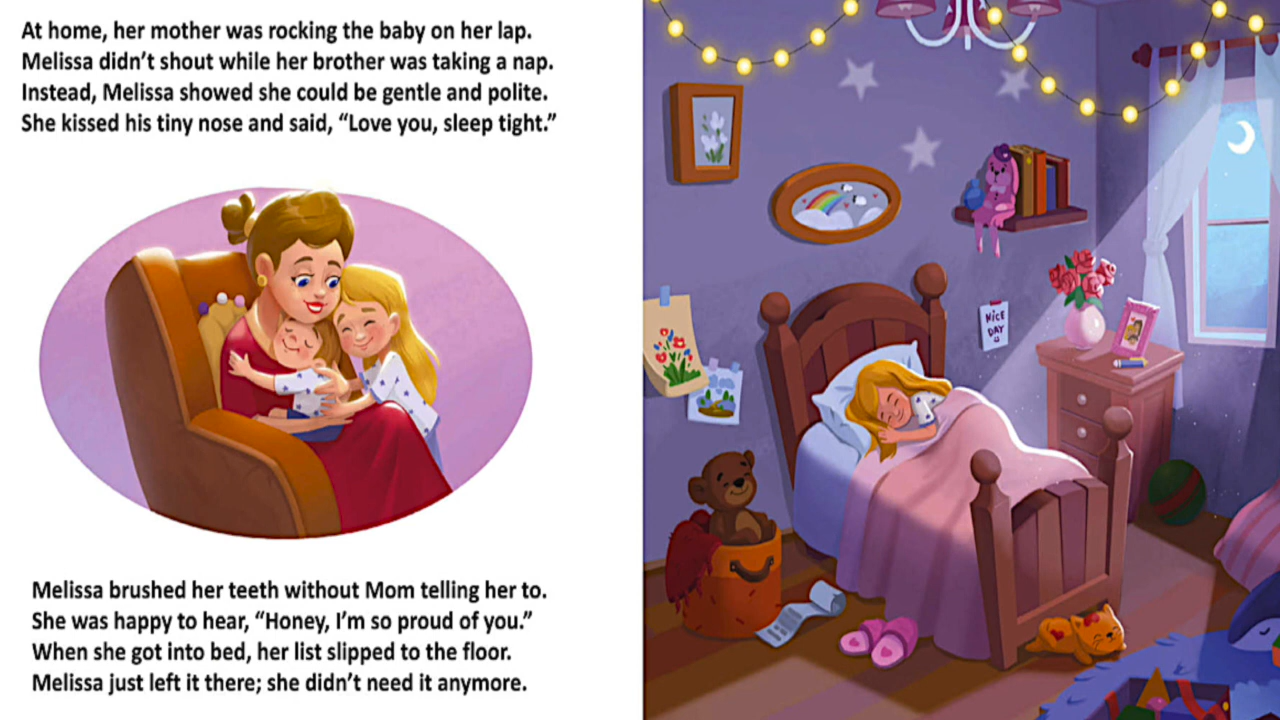 At home, her mother was rocking the baby on her lap.
Melissa didn’t shout while her brother was taking a nap.
Instead, Melissa showed she could be gentle and polite.
She kissed his tiny nose and said, “Love you, sleep tight.”
Melissa brushed her teeth without Mom telling her to.
She was happy to hear, “Honey, I’m so proud of you.”
When she got into bed, her list slipped to the floor.
Melissa just left it there; she didn’t need it anymore.
NiCE
DAY